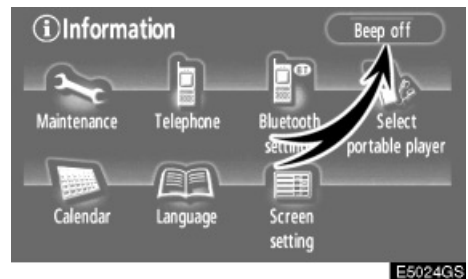 Information
Beep off
Maintenance
Telephone
Bluetooth
setting
Select
portable player
Calendar
Language
Screen
setting
E5024GS